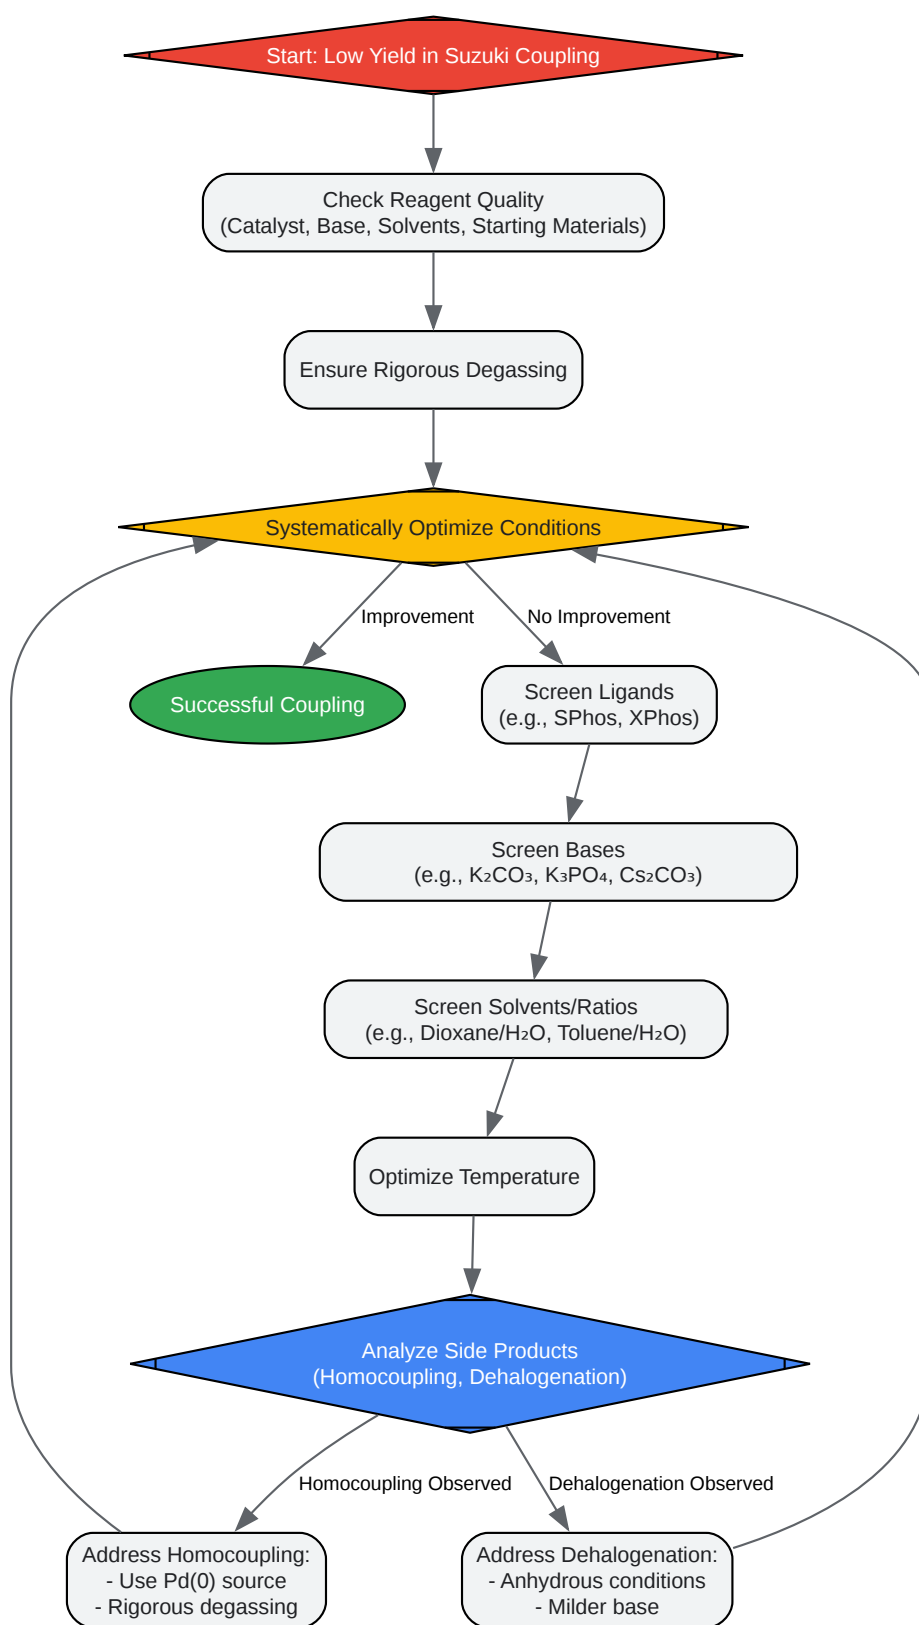 Start: Low Yield in Suzuki Coupling
Check Reagent Quality
(Catalyst, Base, Solvents, Starting Materials)
Ensure Rigorous Degassing
Systematically Optimize Conditions
Improvement
No Improvement
Successful Coupling
Screen Ligands
(e.g., SPhos, XPhos)
Screen Bases
(e.g., K₂CO₃, K₃PO₄, Cs₂CO₃)
Screen Solvents/Ratios
(e.g., Dioxane/H₂O, Toluene/H₂O)
Optimize Temperature
Analyze Side Products
(Homocoupling, Dehalogenation)
Homocoupling Observed
Dehalogenation Observed
Address Homocoupling:
- Use Pd(0) source
- Rigorous degassing
Address Dehalogenation:
- Anhydrous conditions
- Milder base